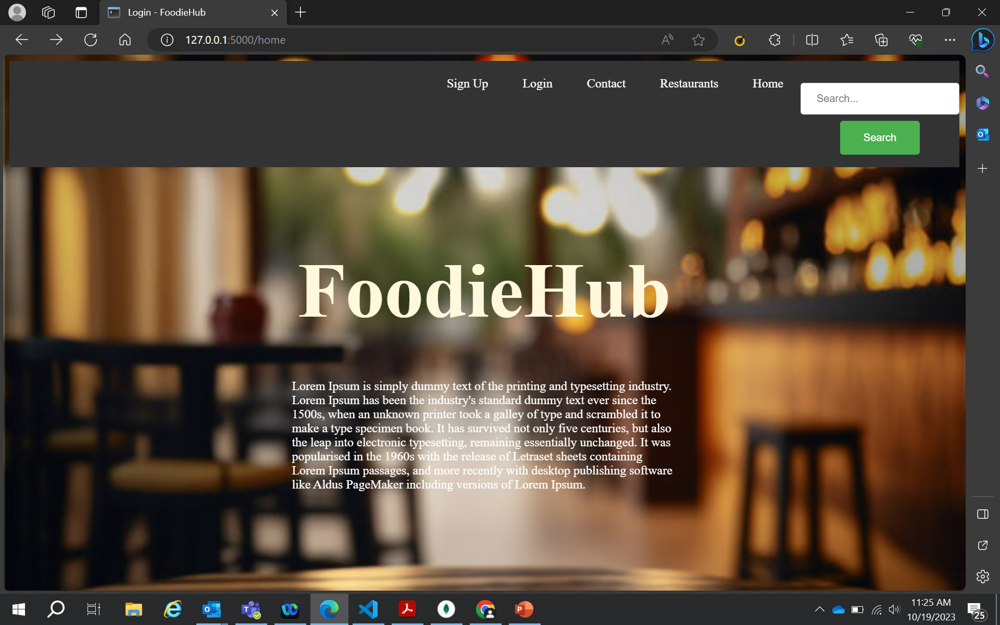 Login - FoodieHub
127.0.0.1:5000/home
Sign Up
Login
Contact
Restaurants
Home
Search...
Search
FoodieHub
Lorem Ipsum is simply dummy text of the printing and typesetting industry.
Lorem Ipsum has been the industry's standard dummy text ever since the
1500s, when an unknown printer took a galley of type and scrambled it to
make a type specimen book. It has survived not only five centuries, but also
the leap into electronic typesetting, remaining essentially unchanged. It was
popularised in the 1960s with the release of Letraset sheets containing
Lorem Ipsum passages, and more recently with desktop publishing software
like Aldus PageMaker including versions of Lorem Ipsum.
11:25 AM
10/19/2023
25